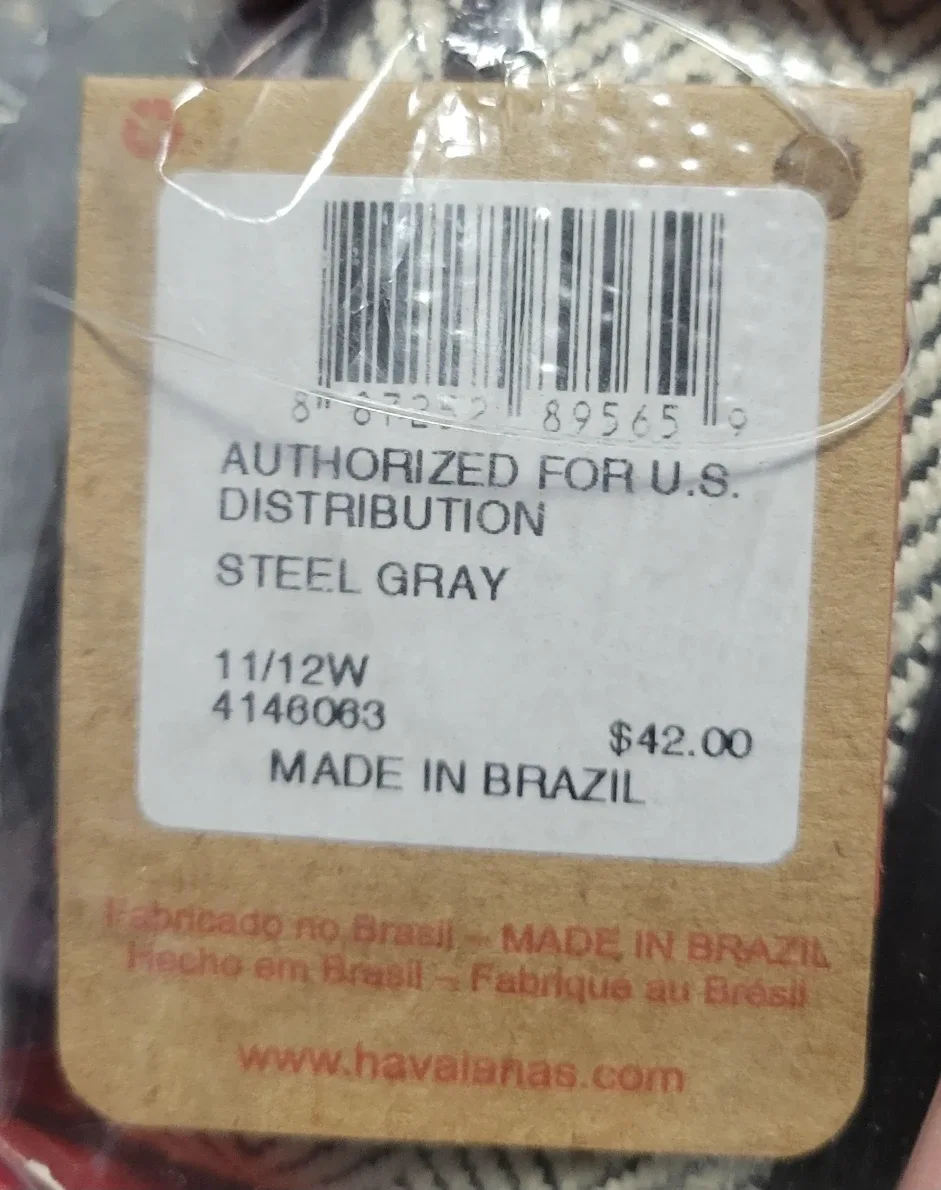 8 87252 89565 9
AUTHORIZED FOR U.S.
DISTRIBUTION
STEEL GRAY
11/12W
4146063
$42.00
MADE IN BRAZIL
Fabricado no Brasil – MADE IN BRAZIL
Hecho em Brasil – Fabrique au Brésil
www.havaianas.com